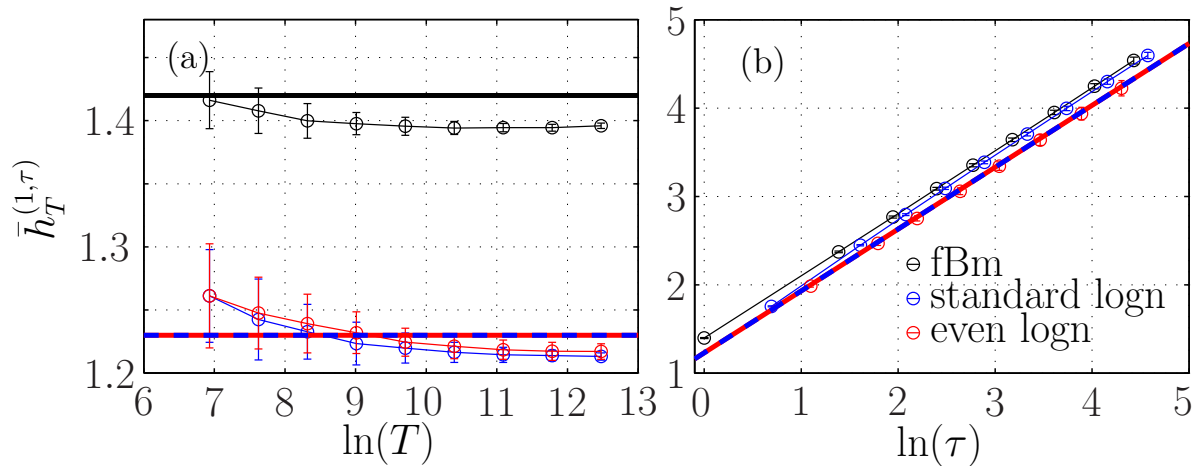 (a)
1.4
1.3
1.2
6 7 8 9 10 11 12 13
ln(T)
h̄_T^{(1,τ)}
(b)
5
4
3
2
1
0 1 2 3 4 5
ln(τ)
fBm
standard logn
even logn